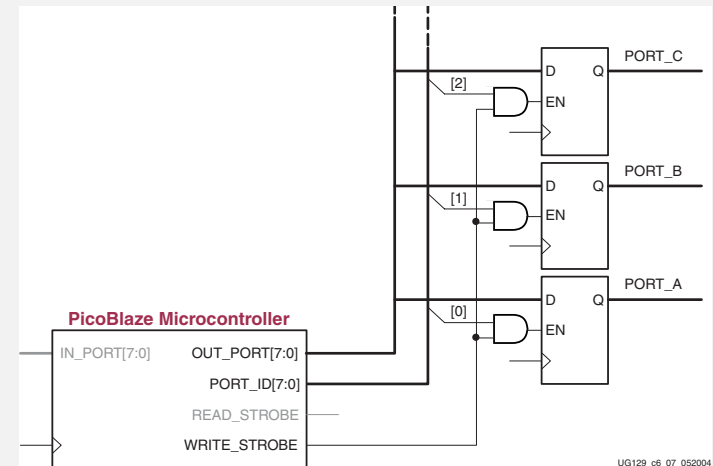 PORT_C
D Q
[2]
EN
PORT_B
D Q
[1]
EN
PORT_A
D Q
[0]
EN
PicoBlaze Microcontroller
IN_PORT[7:0] OUT_PORT[7:0]
PORT_ID[7:0]
READ_STROBE
WRITE_STROBE
UG129_c6_07_052004